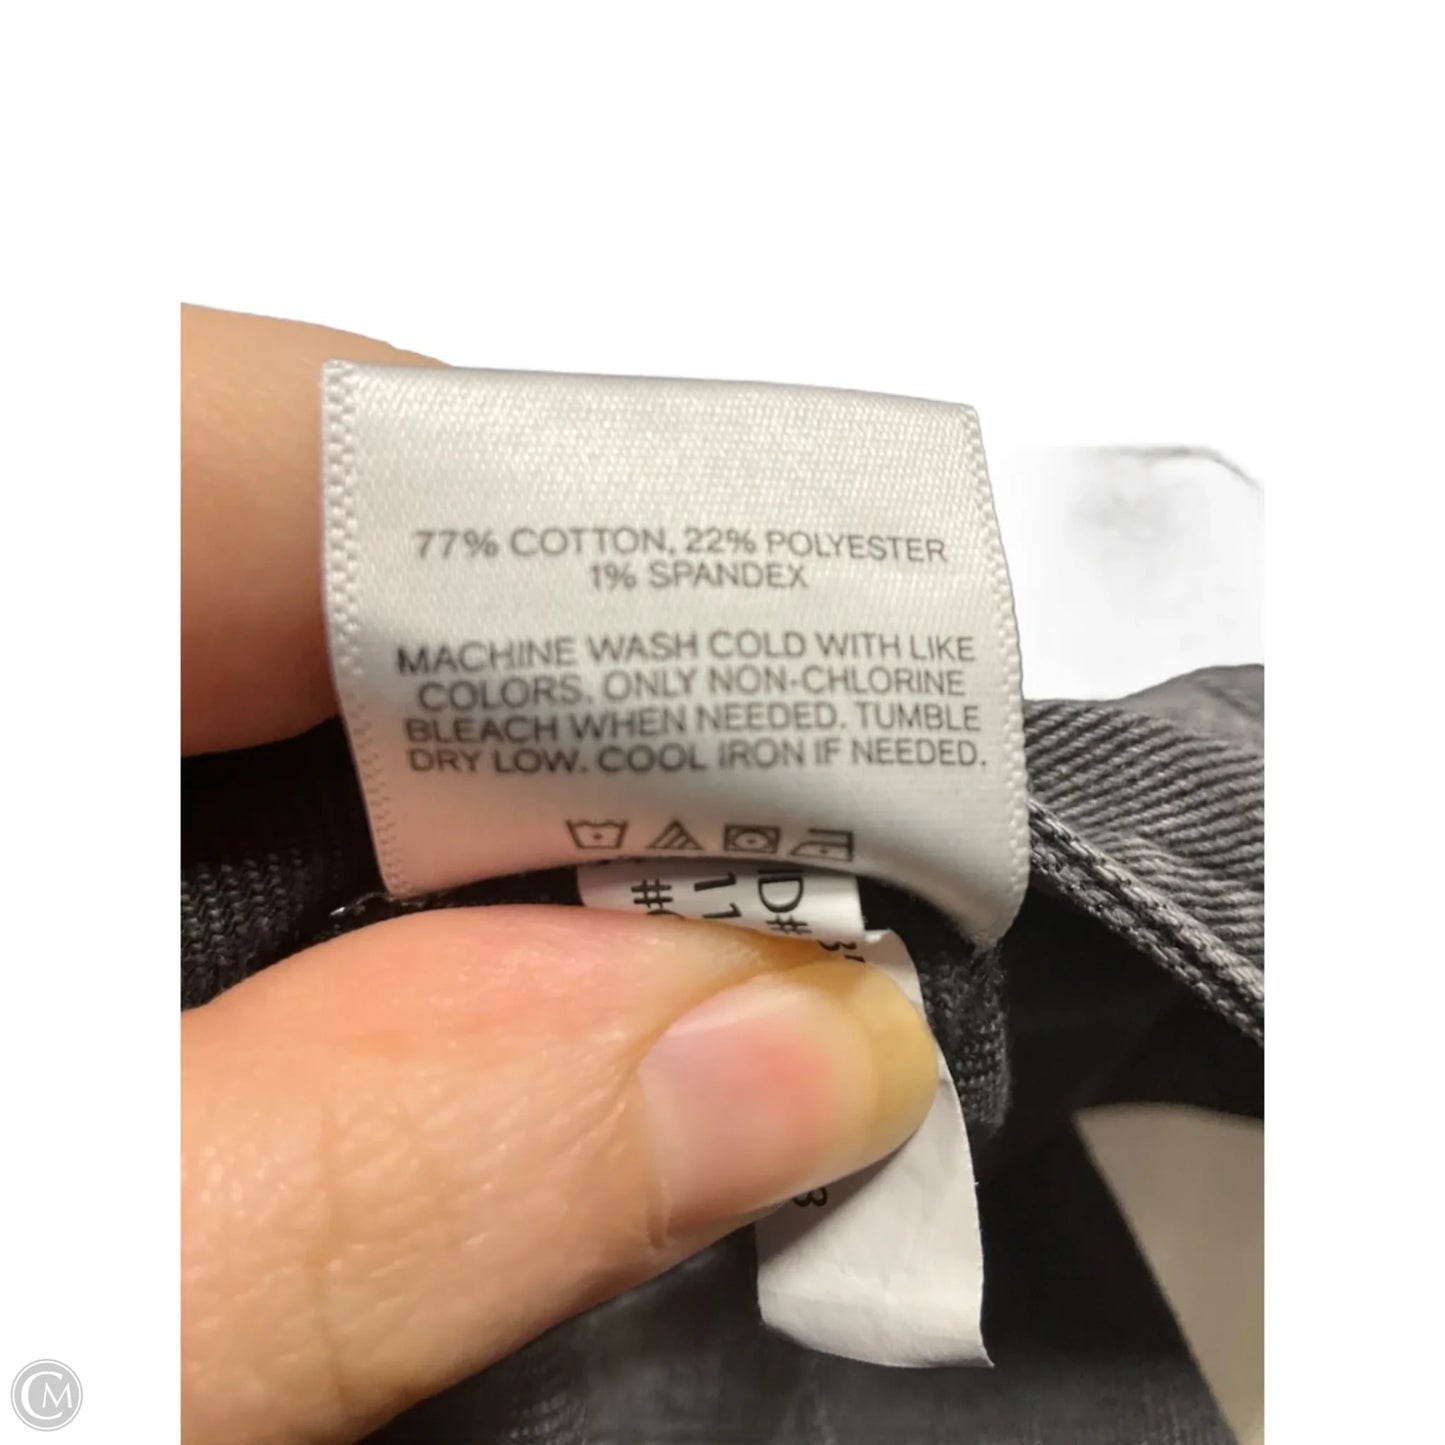 77% COTTON, 22% POLYESTER
1% SPANDEX
MACHINE WASH COLD WITH LIKE
COLORS. ONLY NON-CHLORINE
BLEACH WHEN NEEDED. TUMBLE
DRY LOW. COOL IRON IF NEEDED.
CM